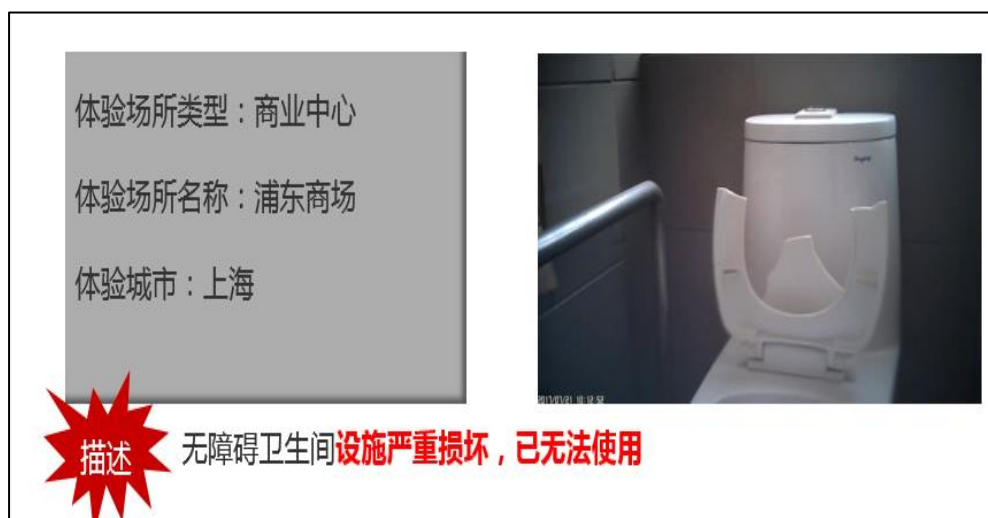 体验场所类型：商业中心
体验场所名称：浦东商场
体验城市：上海
描述
无障碍卫生间设施严重损坏，已无法使用